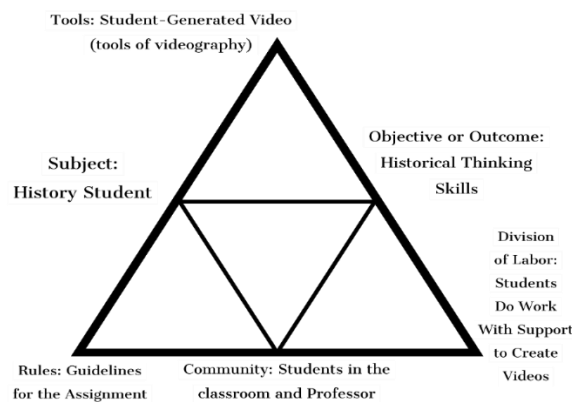 Tools: Student-Generated Video
(tools of videography)
Subject:
History Student
Objective or Outcome:
Historical Thinking
Skills
Division
of Labor:
Students
Do Work
With Support
to Create
Videos
Rules: Guidelines
for the Assignment
Community: Students in the
classroom and Professor